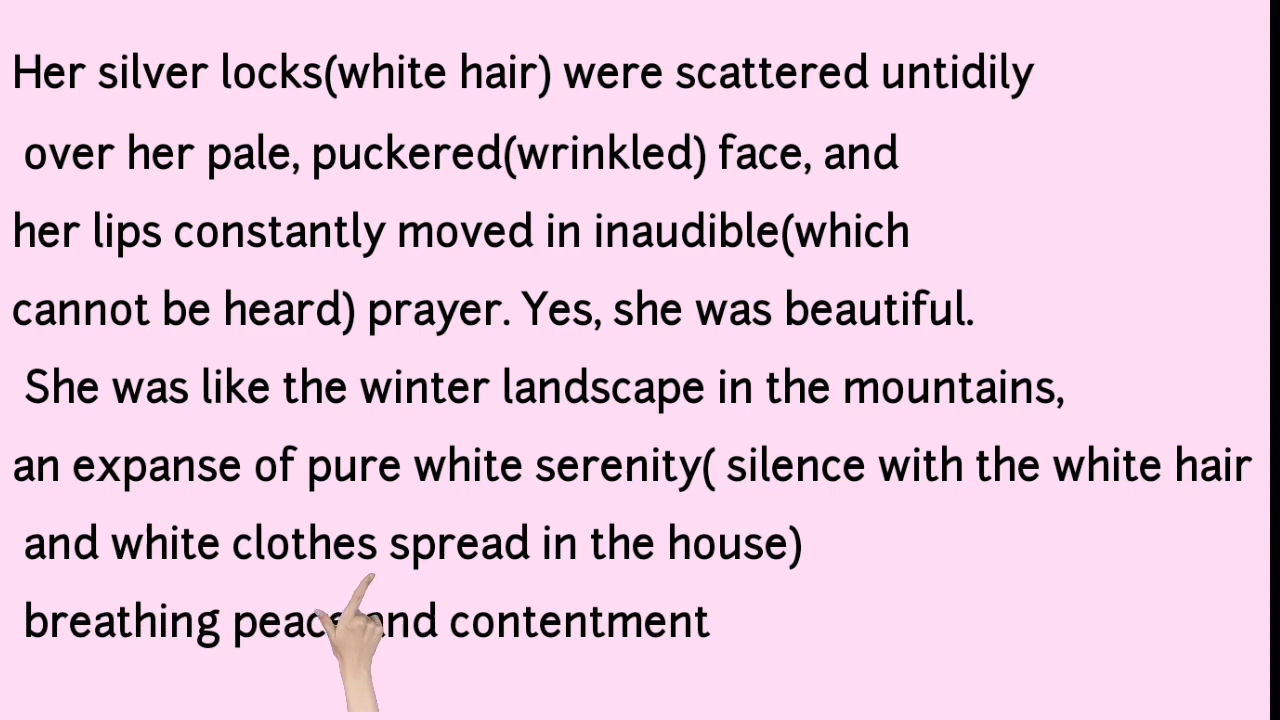 Her silver locks(white hair) were scattered untidily
over her pale, puckered(wrinkled) face, and
her lips constantly moved in inaudible(which
cannot be heard) prayer. Yes, she was beautiful.
She was like the winter landscape in the mountains,
an expanse of pure white serenity( silence with the white hair
and white clothes spread in the house)
breathing peace and contentment